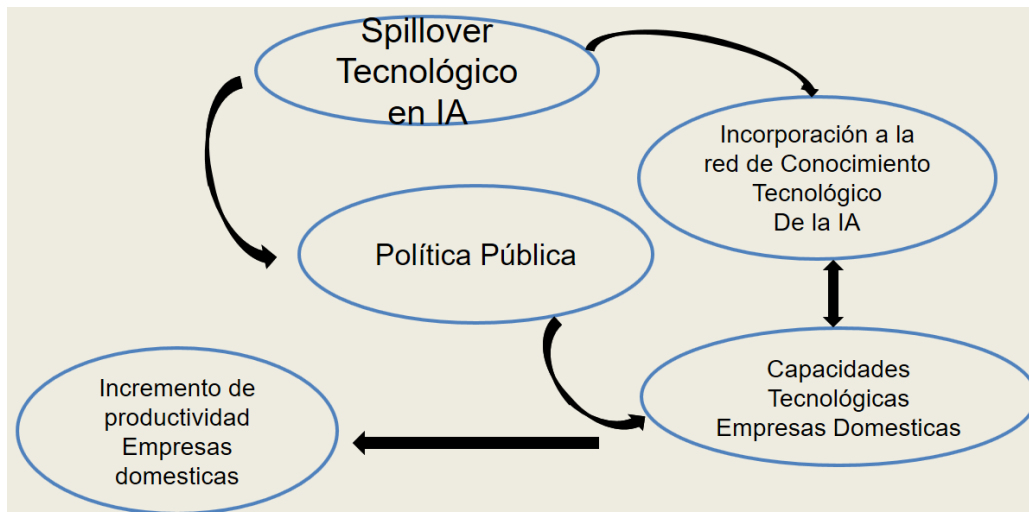 Spillover
Tecnológico
en IA
Incorporación a la
red de Conocimiento
Tecnológico
De la IA
Política Pública
Capacidades
Tecnológicas
Empresas Domesticas
Incremento de
productividad
Empresas
domesticas